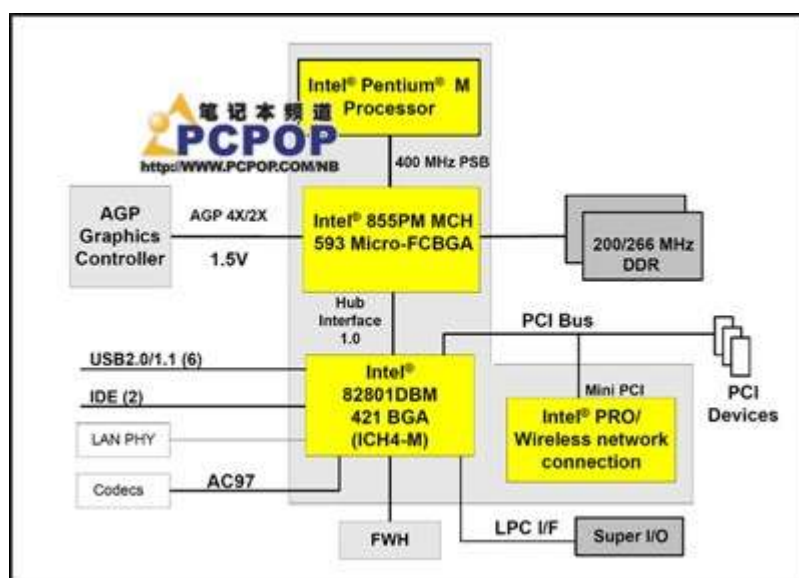 Intel® Pentium® M
Processor
笔记本频道
PCPOP
http://WWW.PCPOP.COM/NB
400 MHz PSB
AGP
Graphics
Controller
AGP 4X/2X
1.5V
Intel® 855PM MCH
593 Micro-FCBGA
200/266 MHz
DDR
Hub
Interface
1.0
PCI Bus
USB2.0/1.1 (6)
IDE (2)
LAN PHY
Codecs
AC97
Intel®
82801DBM
421 BGA
(ICH4-M)
Mini PCI
Intel® PRO/
Wireless network
connection
PCI
Devices
FWH
LPC I/F
Super I/O